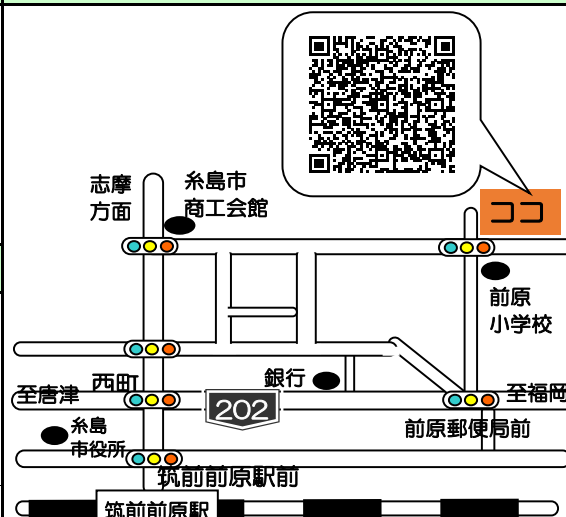 志摩
方面
糸島市
商工会館
ココ
前原
小学校
西町
銀行
至唐津
至福岡
202
糸島
市役所
前原郵便局前
筑前前原駅前
筑前前原駅